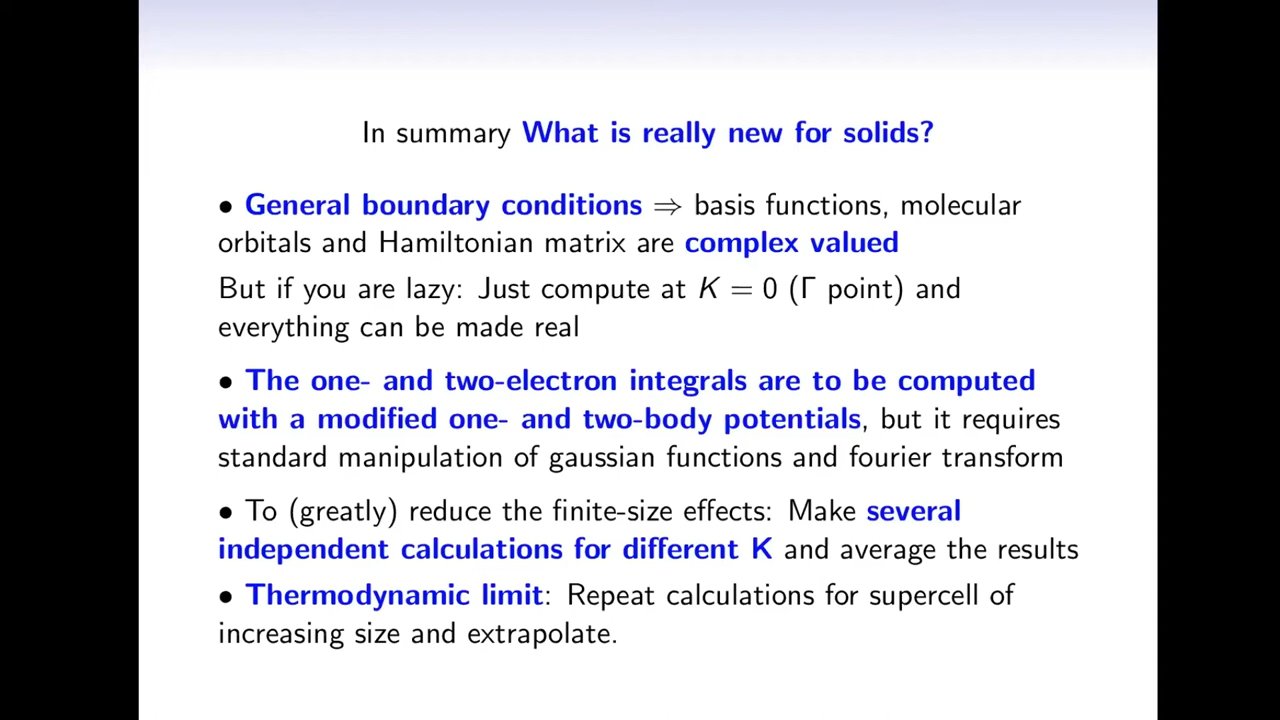 In summary What is really new for solids?
• General boundary conditions ⇒ basis functions, molecular
orbitals and Hamiltonian matrix are complex valued
But if you are lazy: Just compute at K = 0 (Γ point) and
everything can be made real
• The one- and two-electron integrals are to be computed
with a modified one- and two-body potentials, but it requires
standard manipulation of gaussian functions and fourier transform
• To (greatly) reduce the finite-size effects: Make several
independent calculations for different K and average the results
• Thermodynamic limit: Repeat calculations for supercell of
increasing size and extrapolate.